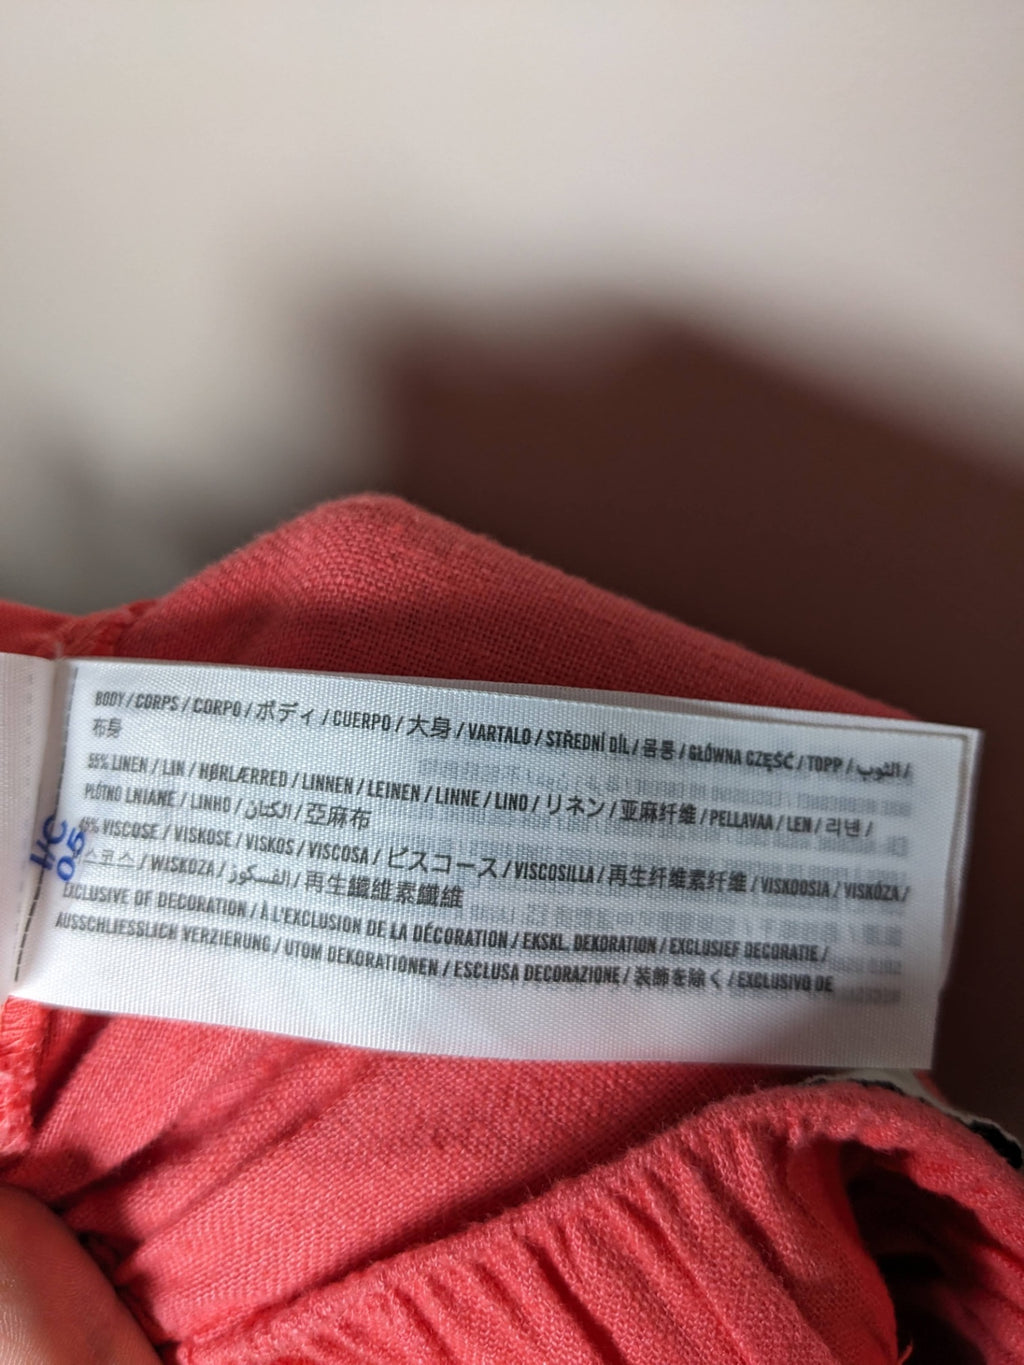 BODY / CORPS / CORPO / ボディ / CUERPO / 大身 / VARTALO / STŘEDNÍ DÍL / 몸통 / GŁÓWNA CZĘŚĆ / TOPP / الثوب /
布身
55% LINEN / LIN / HØRLÆRRED / LINNEN / LEINEN / LINNE / LINO / リネン / 亚麻纤维 / PELLAVAA / LEN / 리넨 /
PŁÓTNO LNIANE / LINHO / الكتان / 亞麻布
45% VISCOSE / VISKOSE / VISKOS / VISCOSA / ビスコース / VISCOSILLA / 再生纤维素纤维 / VISKOOSIA / VISKÓZA /
스코스 / WISKOZA / الفسكوز / 再生纖維素纖維
EXCLUSIVE OF DECORATION / À L'EXCLUSION DE LA DÉCORATION / EKSKL. DEKORATION / EXCLUSIEF DECORATIE /
AUSSCHLIESSLICH VERZIERUNG / UTOM DEKORATIONEN / ESCLUSA DECORAZIONE / 装飾を除く / EXCLUSIVO DE
I/C
05